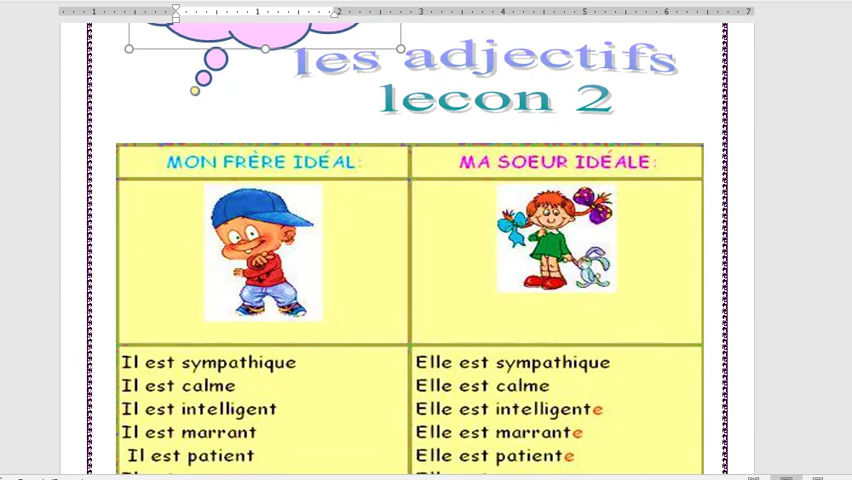 les adjectifs
lecon 2
MON FRÈRE IDÉAL:
MA SOEUR IDÉALE:
Il est sympathique
Elle est sympathique
Il est calme
Elle est calme
Il est intelligent
Elle est intelligente
Il est marrant
Elle est marrante
Il est patient
Elle est patiente